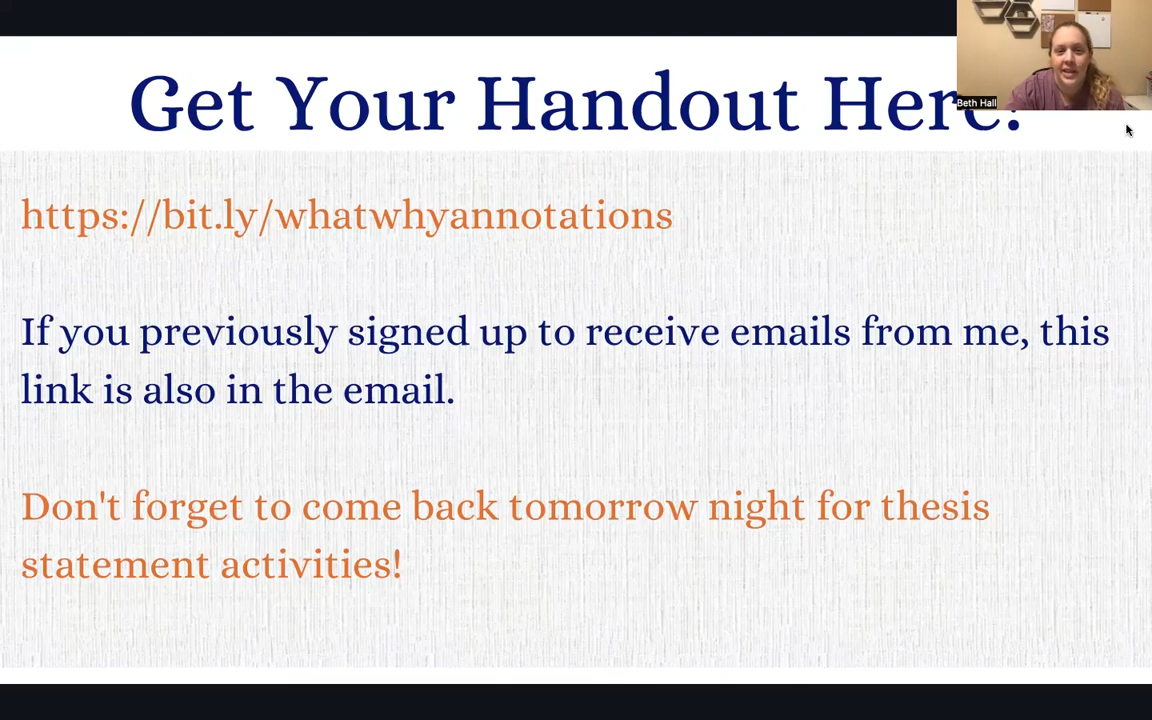 Get Your Handout Here!
Beth Hall
https://bit.ly/whatwhyannotations
If you previously signed up to receive emails from me, this
link is also in the email.
Don't forget to come back tomorrow night for thesis
statement activities!